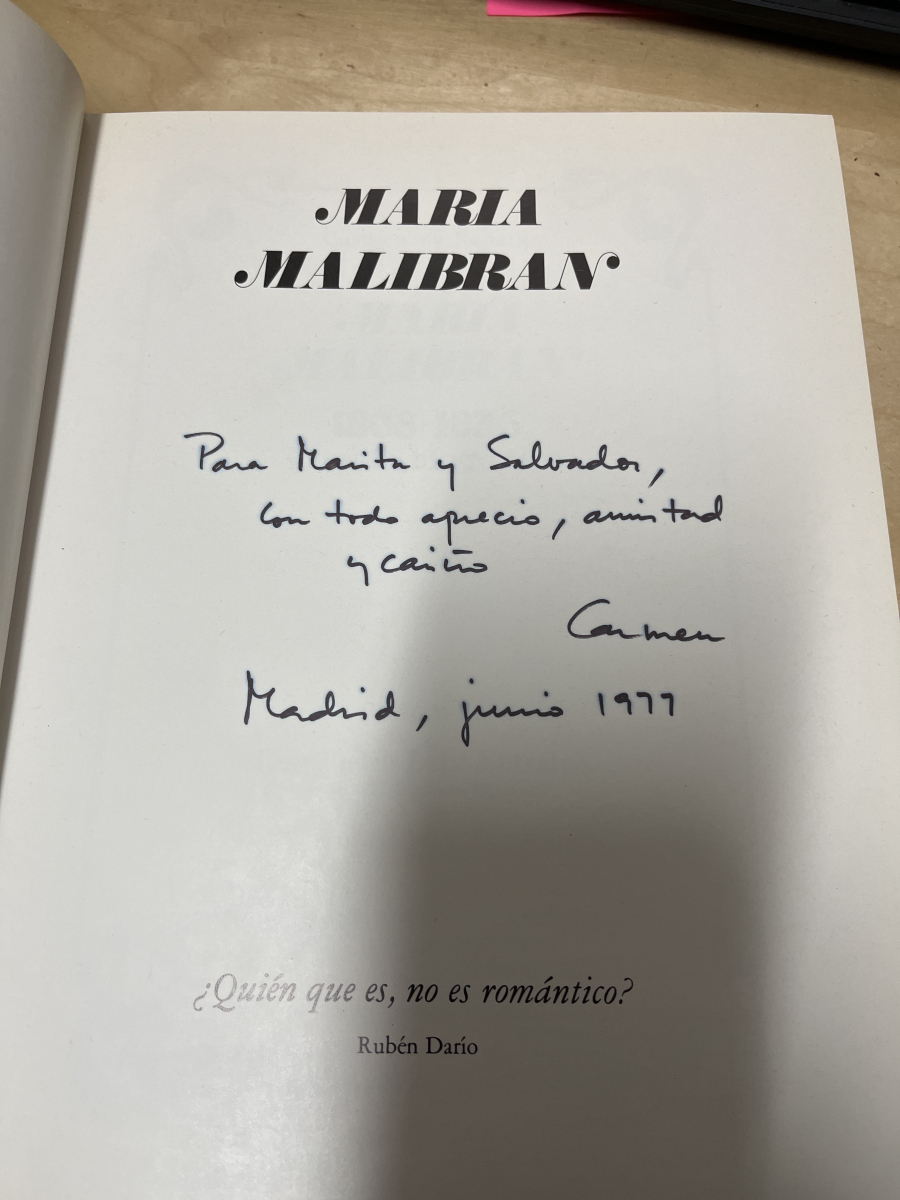 MARIA
MALIBRAN
Para Marita y Salvador,
con todo aprecio, amistad
y cariño
Carmen
Madrid, junio 1977
¿Quién que es, no es romántico?
Rubén Darío